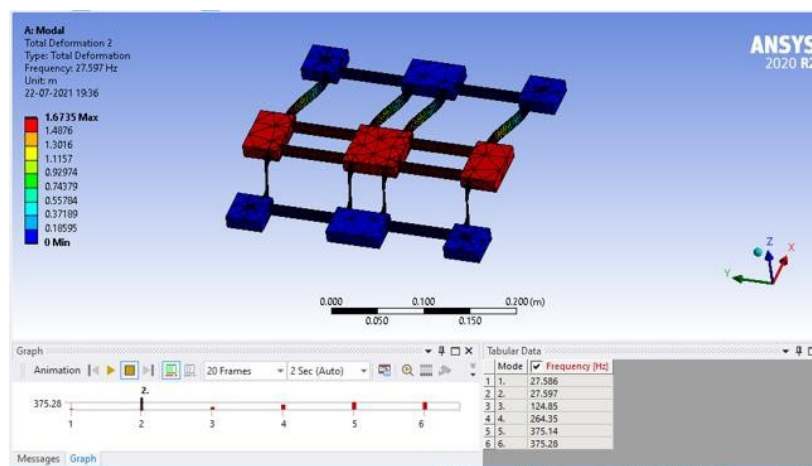 A: Modal
Total Deformation 2
Type: Total Deformation
Frequency: 27.597 Hz
Unit: m
22-07-2021 19:36
1.6735 Max
1.4876
1.3016
1.1157
0.92974
0.74379
0.55784
0.37189
0.18595
0 Min
ANSYS
2020 R2
Z
X
Y
0.000 0.100 0.200 (m)
0.050 0.150
Graph
Animation 20 Frames 2 Sec (Auto)
2.
375.28
1 2 3 4 5 6
Messages Graph
Tabular Data
Mode Frequency [Hz]
1 1. 27.586
2 2. 27.597
3 3. 124.85
4 4. 264.35
5 5. 375.14
6 6. 375.28